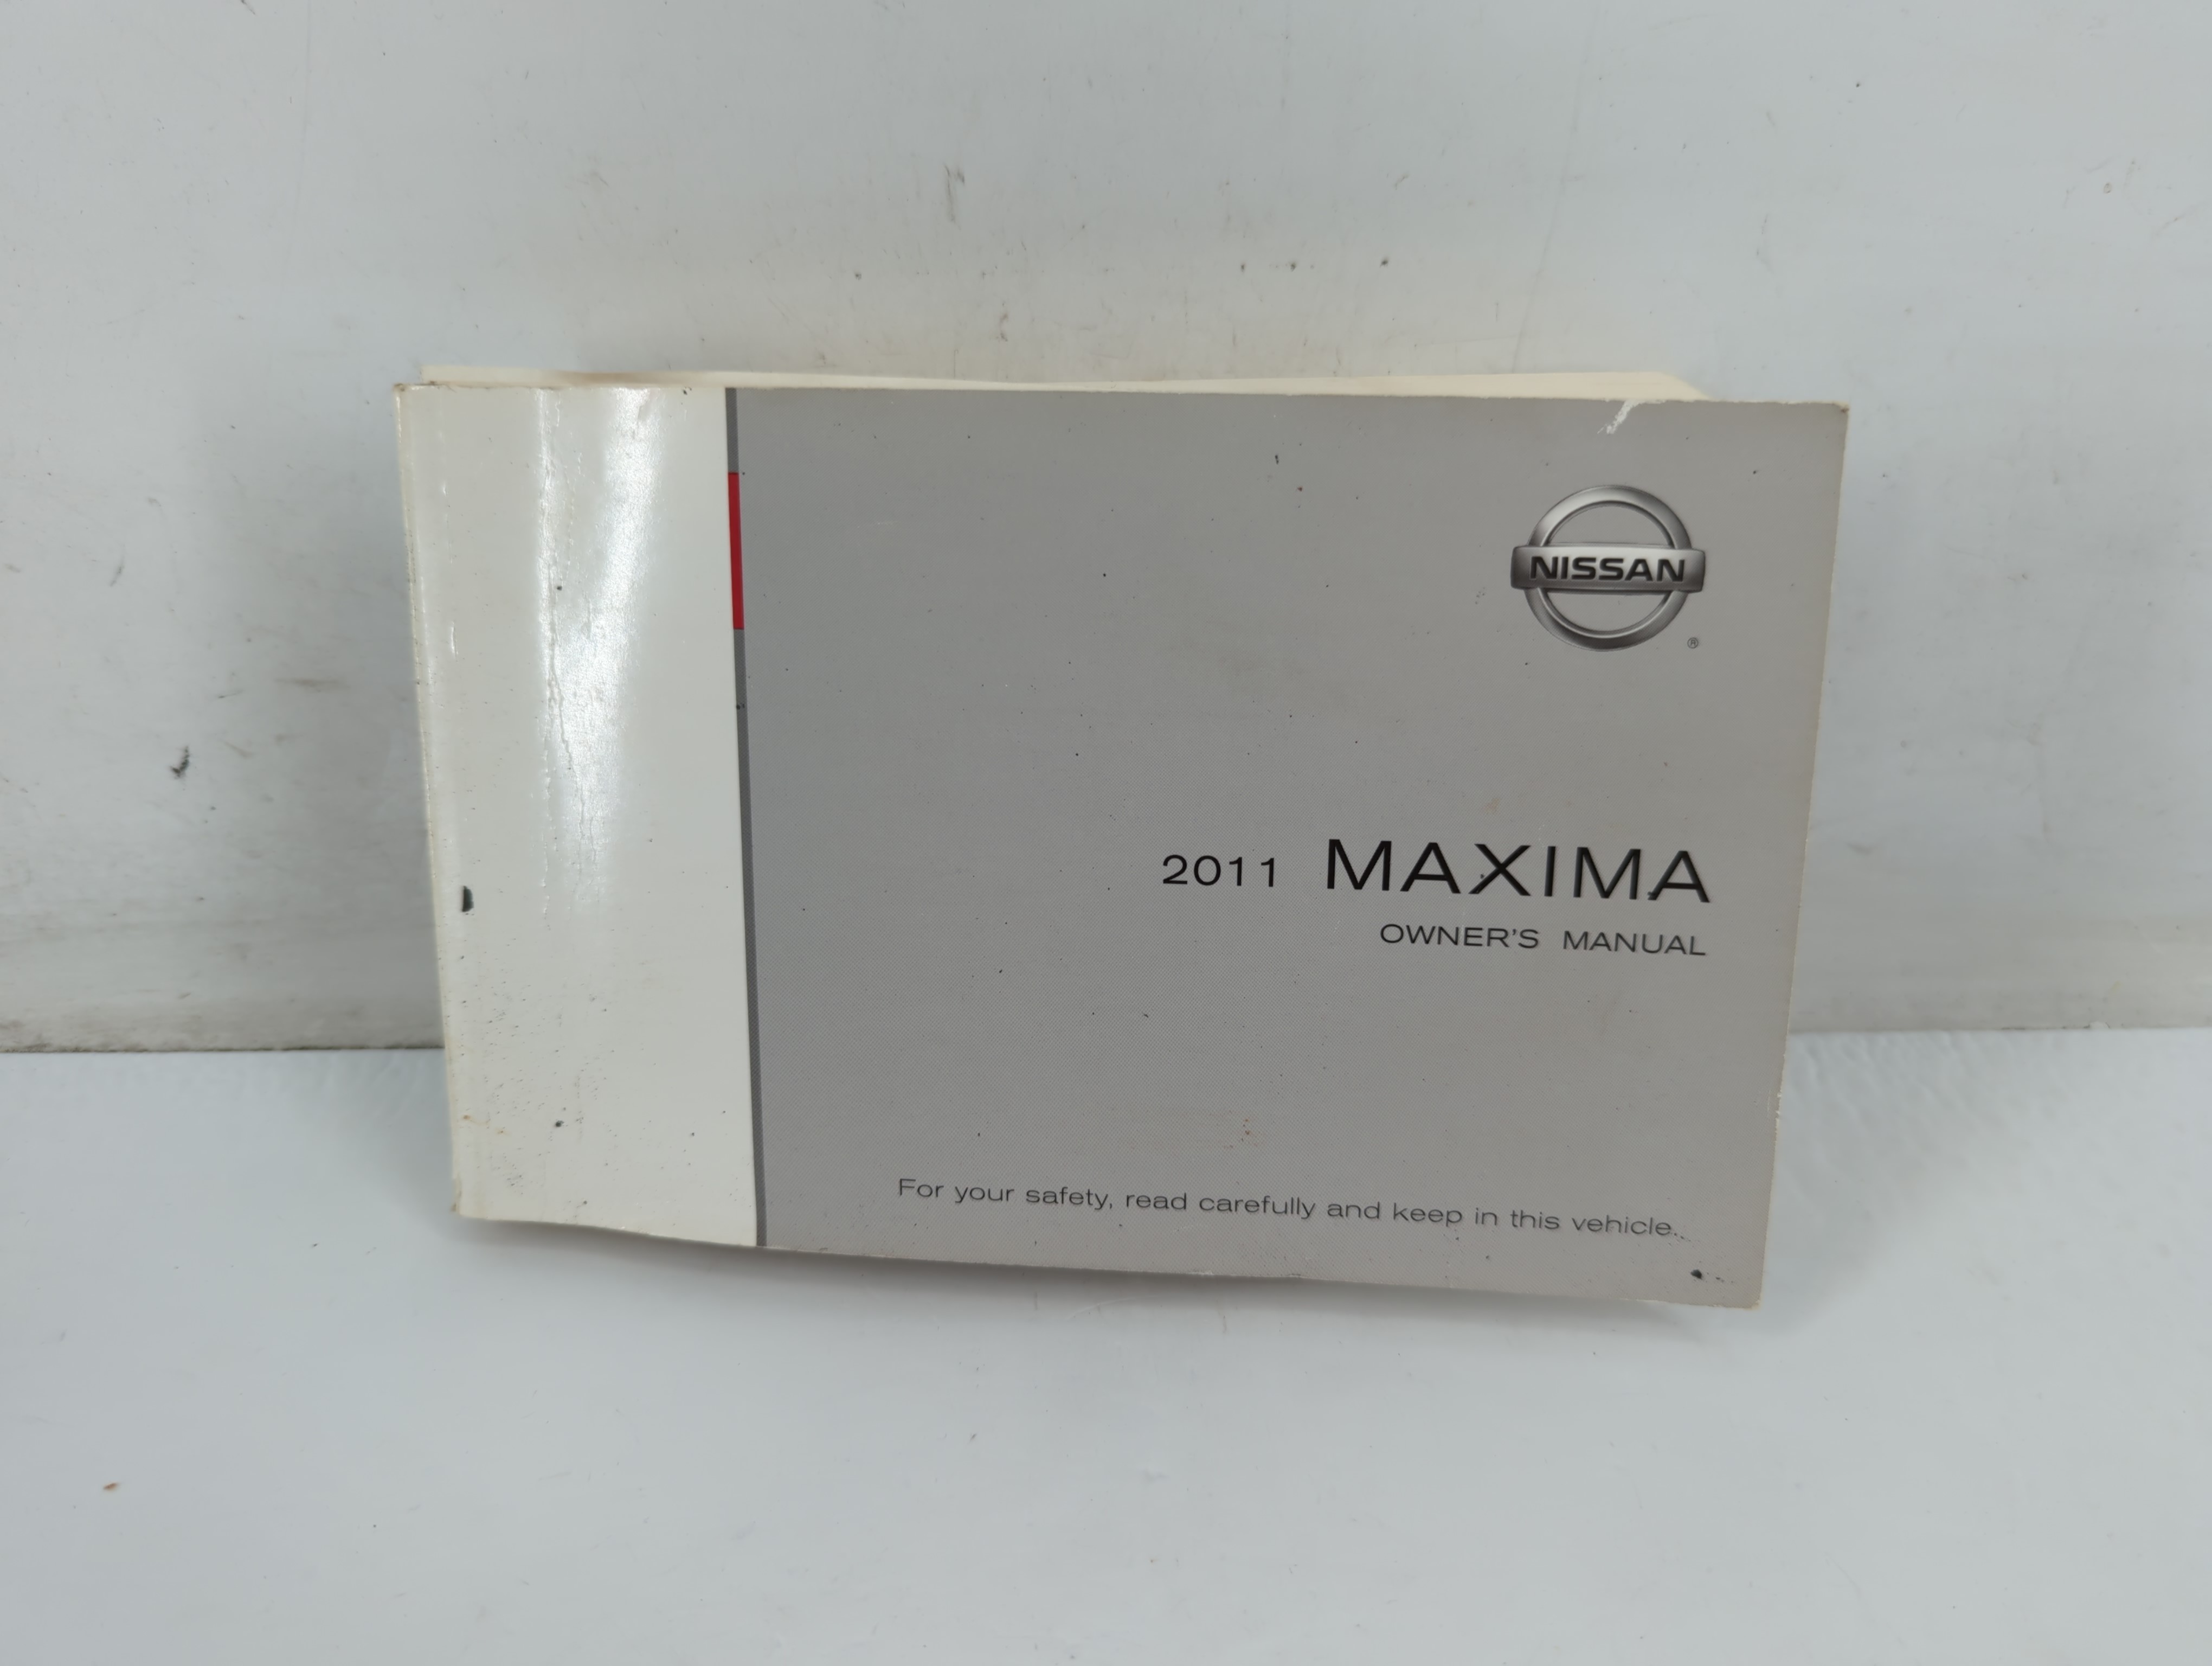 NISSAN
®
2011 MAXIMA
OWNER'S MANUAL
For your safety, read carefully and keep in this vehicle.